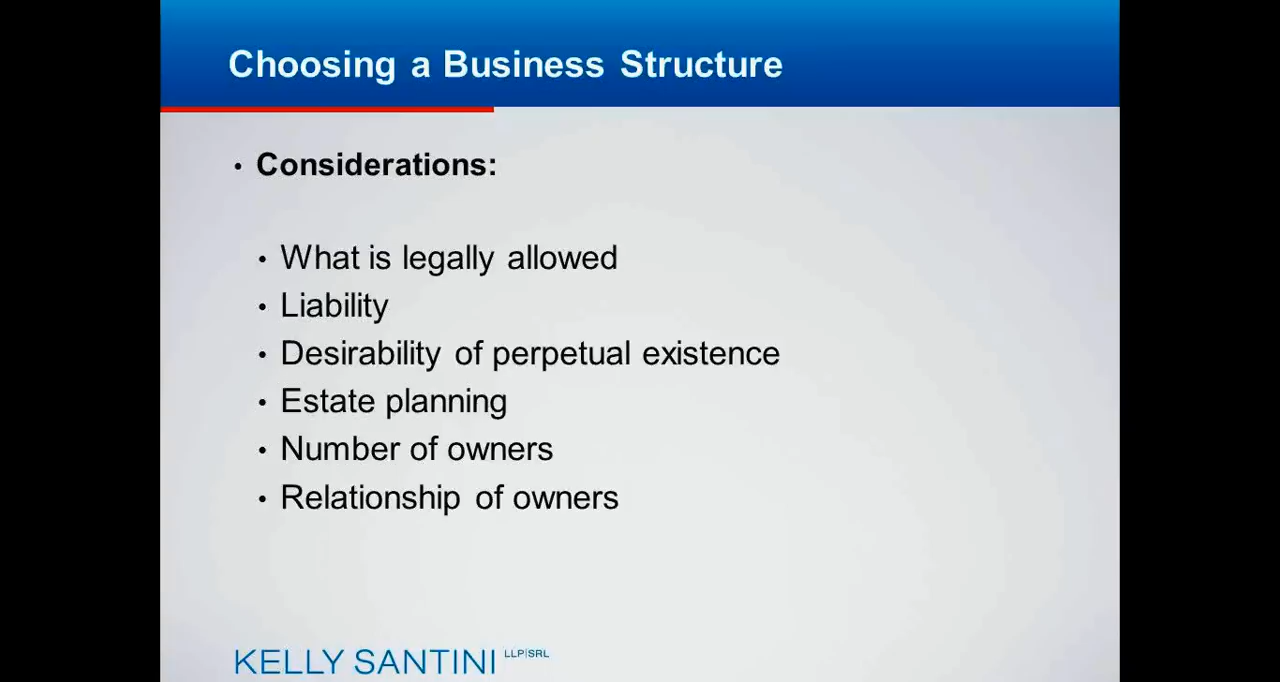 Choosing a Business Structure
• Considerations:
• What is legally allowed
• Liability
• Desirability of perpetual existence
• Estate planning
• Number of owners
• Relationship of owners
KELLY SANTINI LLP|SRL